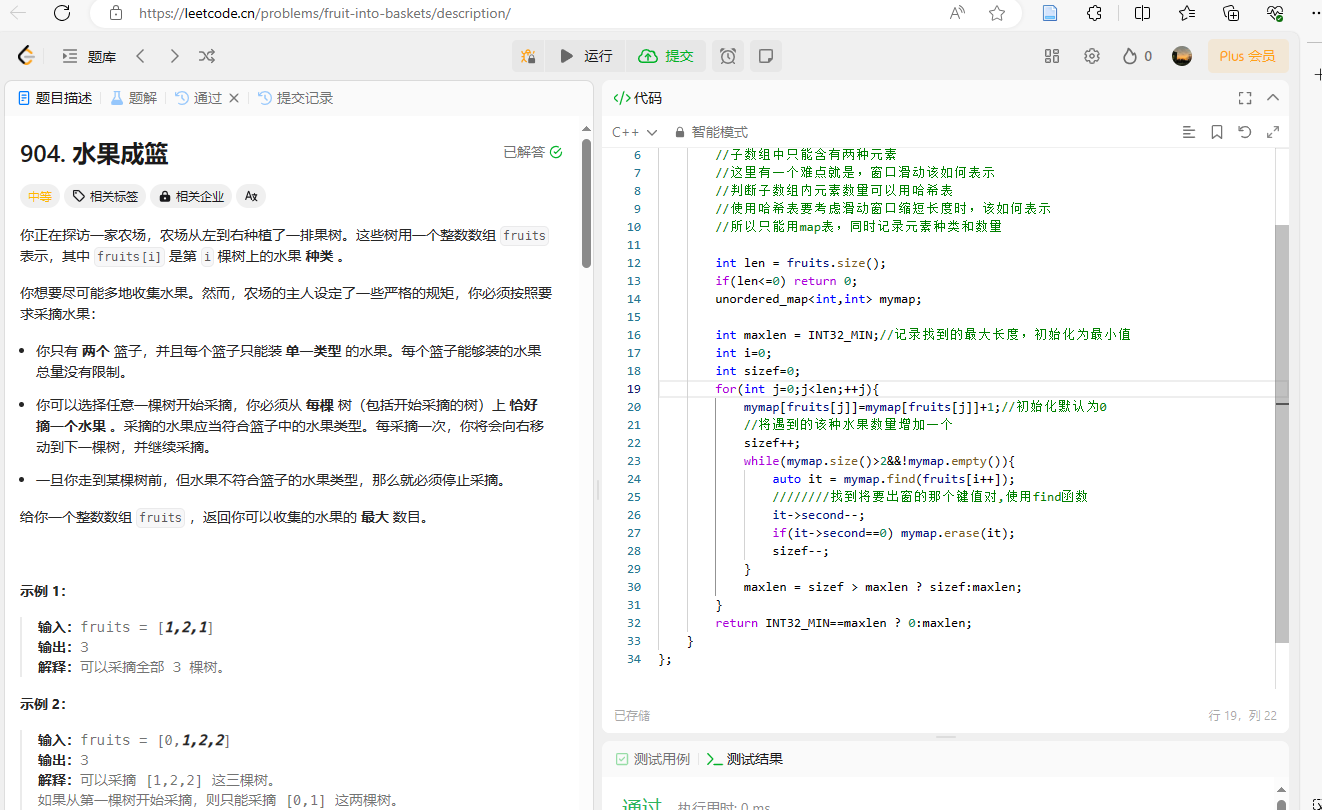 https://leetcode.cn/problems/fruit-into-baskets/description/
题库
运行
提交
0
Plus 会员
题目描述
题解
通过
提交记录
904. 水果成篮
已解答
中等
相关标签
相关企业
你正在探访一家农场，农场从左到右种植了一排果树。这些树用一个整数数组 fruits
表示，其中 fruits[i] 是第 i 棵树上的水果 种类 。
你想要尽可能多地收集水果。然而，农场的主人设定了一些严格的规矩，你必须按照要
求采摘水果：
你只有 两个 篮子，并且每个篮子只能装 单一类型 的水果。每个篮子能够装的水果
总量没有限制。
你可以选择任意一棵树开始采摘，你必须从 每棵 树（包括开始采摘的树）上 恰好
摘一个水果 。采摘的水果应当符合篮子中的水果类型。每采摘一次，你将会向右移
动到下一棵树，并继续采摘。
一旦你走到某棵树前，但水果不符合篮子的水果类型，那么就必须停止采摘。
给你一个整数数组 fruits ，返回你可以收集的水果的 最大 数目。
示例 1：
输入：fruits = [1,2,1]
输出：3
解释：可以采摘全部 3 棵树。
示例 2：
输入：fruits = [0,1,2,2]
输出：3
解释：可以采摘 [1,2,2] 这三棵树。
如果从第一棵树开始采摘，则只能采摘 [0,1] 这两棵树。
</>代码
C++
智能模式
6 //子数组中只能含有两种元素
7 //这里有一个难点就是，窗口滑动该如何表示
8 //判断子数组内元素数量可以用哈希表
9 //使用哈希表要考虑滑动窗口缩短长度时，该如何表示
10 //所以只能用map表，同时记录元素种类和数量
11
12 int len = fruits.size();
13 if(len<=0) return 0;
14 unordered_map<int,int> mymap;
15
16 int maxlen = INT32_MIN;//记录找到的最大长度，初始化为最小值
17 int i=0;
18 int sizef=0;
19 for(int j=0;j<len;++j){
20 mymap[fruits[j]]=mymap[fruits[j]]+1;//初始化默认为0
21 //将遇到的该种水果数量增加一个
22 sizef++;
23 while(mymap.size()>2&&!mymap.empty()){
24 auto it = mymap.find(fruits[i++]);
25 ////////找到将要出窗的那个键值对,使用find函数
26 it->second--;
27 if(it->second==0) mymap.erase(it);
28 sizef--;
29 }
30 maxlen = sizef > maxlen ? sizef:maxlen;
31 }
32 return INT32_MIN==maxlen ? 0:maxlen;
33 }
34 };
已存储
行 19，列 22
测试用例
测试结果
通过
执行用时: 0 ms